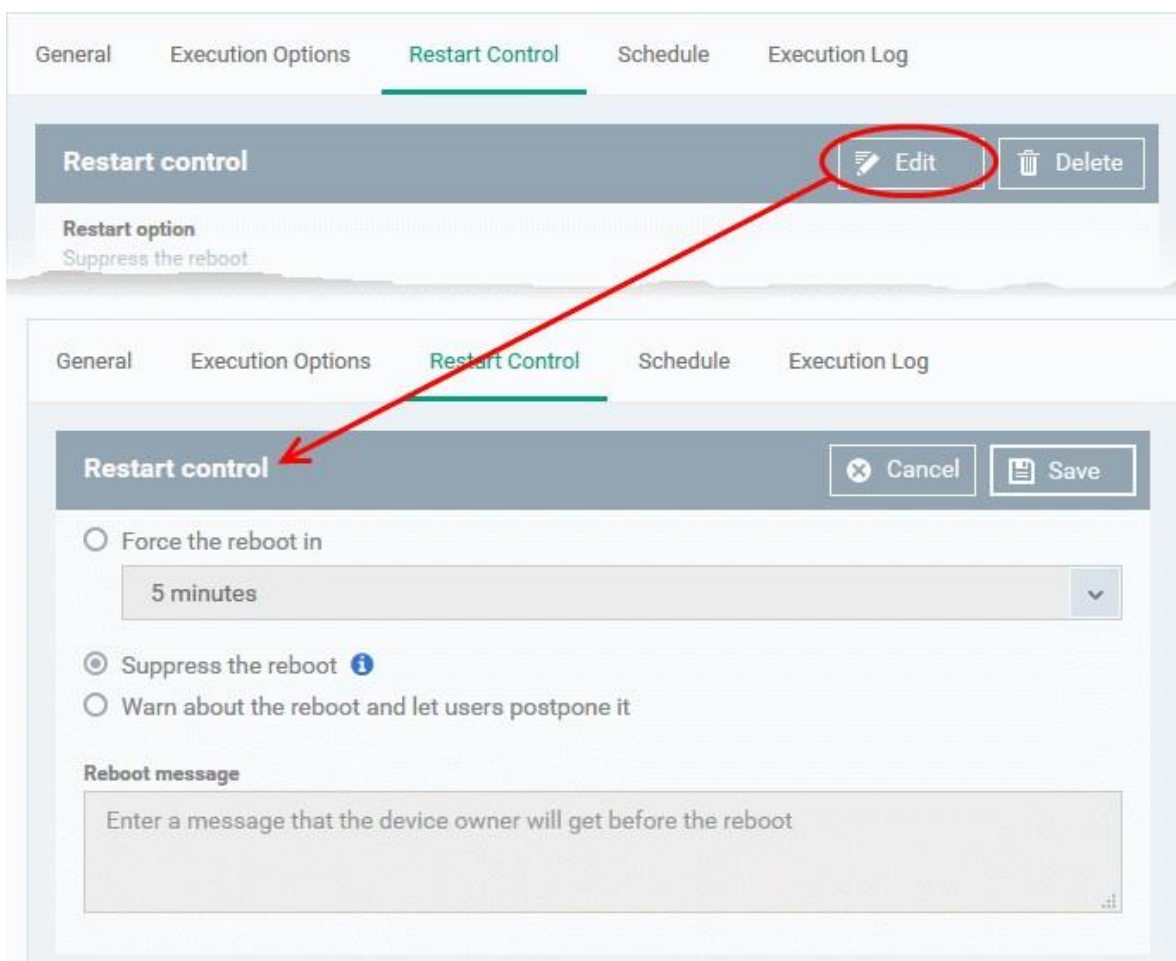 General Execution Options Restart Control Schedule Execution Log
Restart control Edit Delete
Restart option
Suppress the reboot
General Execution Options Restart Control Schedule Execution Log
Restart control Cancel Save
Force the reboot in
5 minutes
Suppress the reboot
Warn about the reboot and let users postpone it
Reboot message
Enter a message that the device owner will get before the reboot